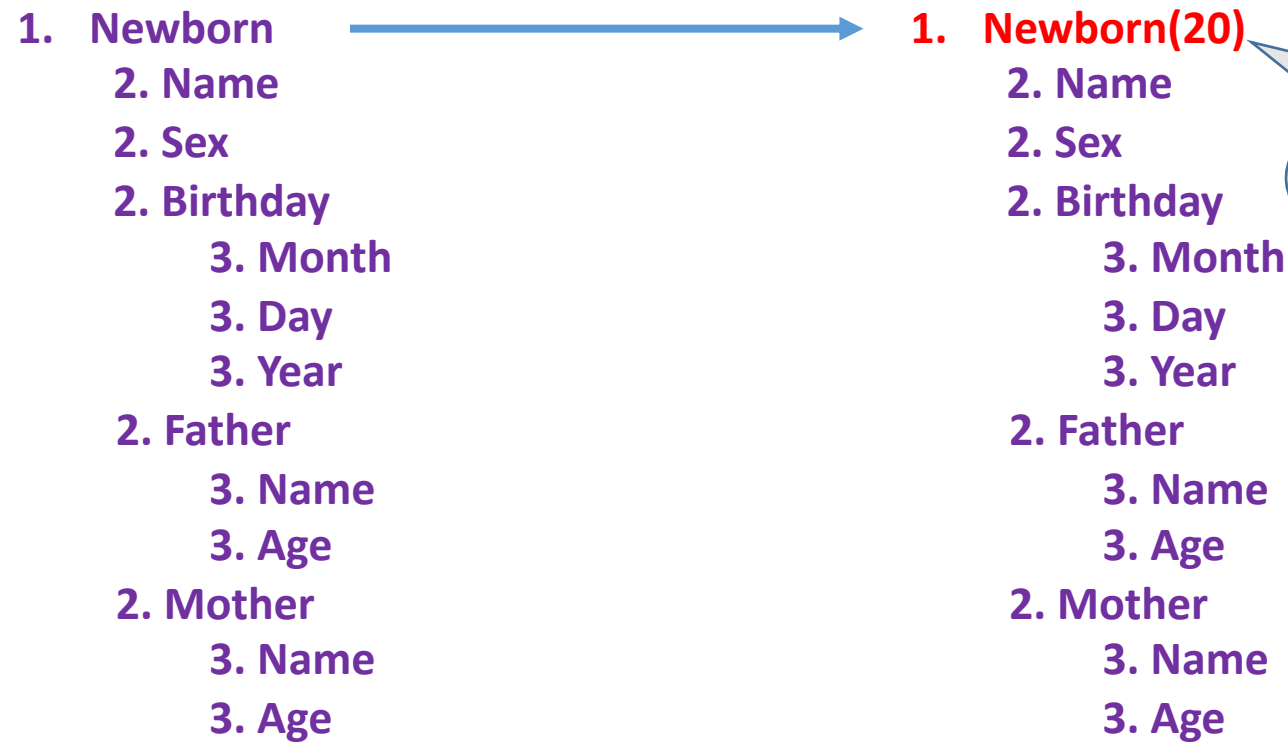 1. Newborn
2. Name
2. Sex
2. Birthday
3. Month
3. Day
3. Year
2. Father
3. Name
3. Age
2. Mother
3. Name
3. Age
1. Newborn(20)
2. Name
2. Sex
2. Birthday
3. Month
3. Day
3. Year
2. Father
3. Name
3. Age
2. Mother
3. Name
3. Age